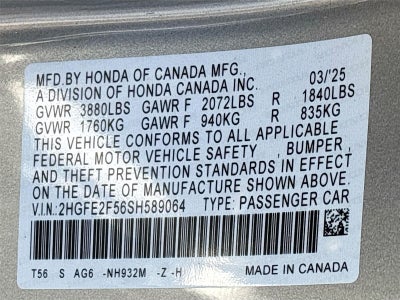 MFD.BY HONDA OF CANADA MFG., 03/25
A DIVISION OF HONDA CANADA INC.
GVWR 3880LBS GAWR F 2072LBS R 1840LBS
GVWR 1760KG GAWR F 940KG R 835KG
THIS VEHICLE CONFORMS TO ALL APPLICABLE
FEDERAL MOTOR VEHICLE SAFETY , BUMPER ,
AND THEFT PREVENTION STANDARDS IN EFFECT
ON THE DATE OF MANUFACTURE SHOWN ABOVE.
V.I.N.:2HGFE2F56SH589064 TYPE: PASSENGER CAR
T56 S AG6 -NH932M -Z -H MADE IN CANADA